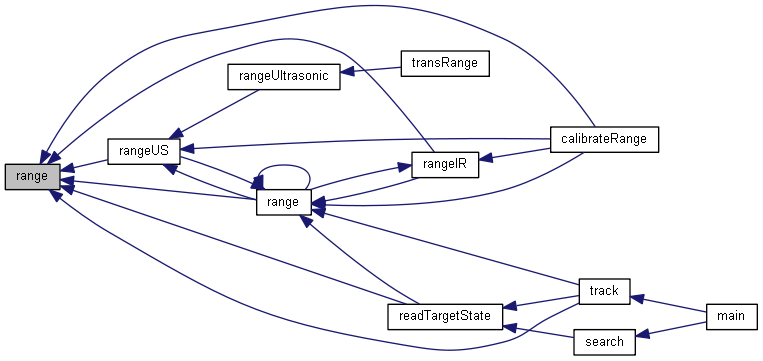 range
rangeUS
rangeUltrasonic
transRange
range
rangeIR
calibrateRange
readTargetState
track
search
main